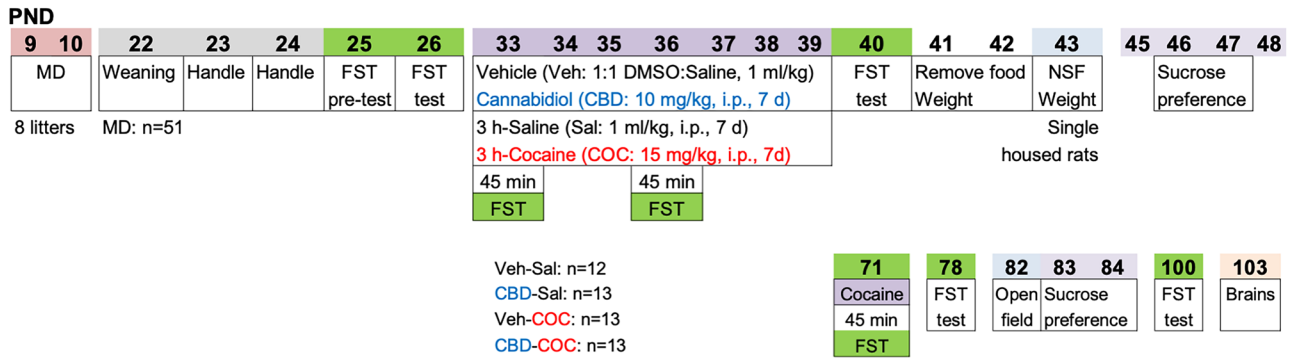 PND
9 10 22 23 24 25 26 33 34 35 36 37 38 39 40 41 42 43 45 46 47 48
MD
Weaning
Handle
Handle
FST
pre-test
FST
test
Vehicle (Veh: 1:1 DMSO:Saline, 1 ml/kg)
Cannabidiol (CBD: 10 mg/kg, i.p., 7 d)
FST
test
Remove food
Weight
NSF
Weight
Sucrose
preference
8 litters
MD: n=51
3 h-Saline (Sal: 1 ml/kg, i.p., 7 d)
3 h-Cocaine (COC: 15 mg/kg, i.p., 7d)
Single
housed rats
45 min
FST
45 min
FST
Veh-Sal: n=12
CBD-Sal: n=13
Veh-COC: n=13
CBD-COC: n=13
71 78 82 83 84 100 103
Cocaine
45 min
FST
FST
test
Open
field
Sucrose
preference
FST
test
Brains